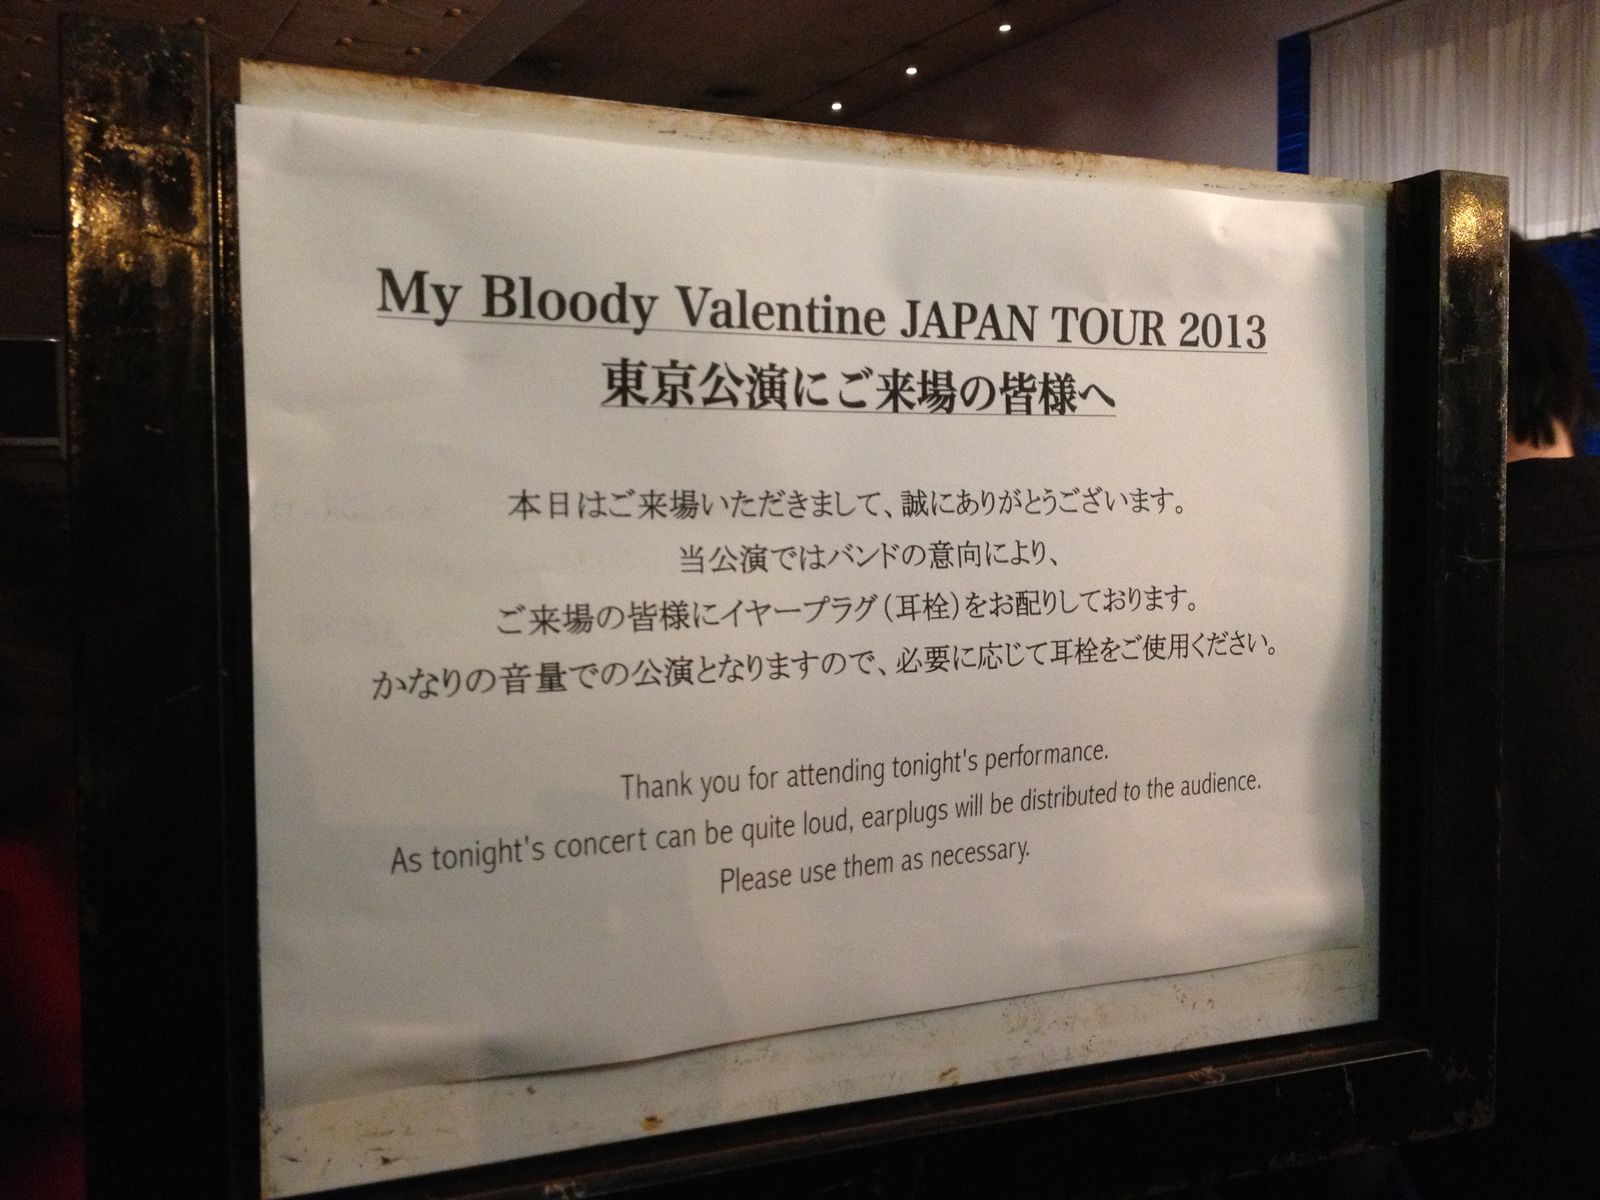 My Bloody Valentine JAPAN TOUR 2013
東京公演にご来場の皆様へ
本日はご来場いただきまして、誠にありがとうございます。
当公演ではバンドの意向により、
ご来場の皆様にイヤープラグ(耳栓)をお配りしております。
かなりの音量での公演となりますので、必要に応じて耳栓をご使用ください。
Thank you for attending tonight's performance.
As tonight's concert can be quite loud, earplugs will be distributed to the audience.
Please use them as necessary.